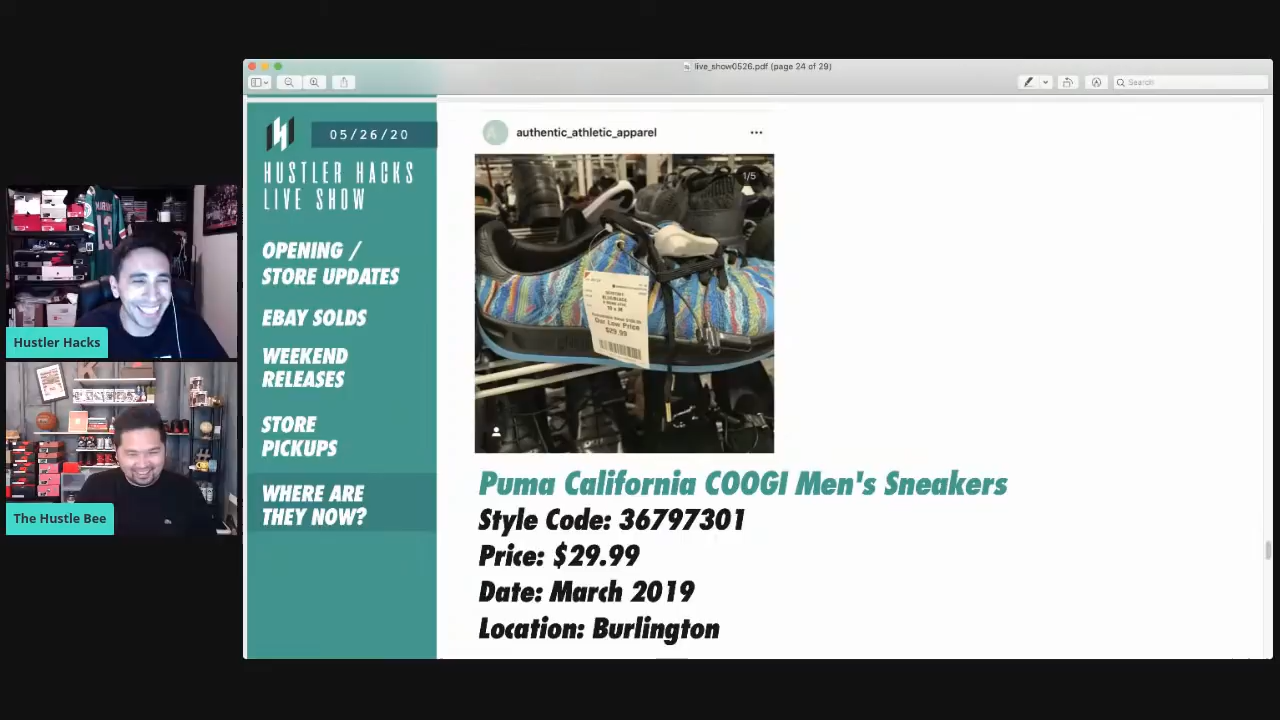 live_show0526.pdf (page 24 of 29)
Search
05/26/20
HUSTLER HACKS
LIVE SHOW
OPENING /
STORE UPDATES
EBAY SOLDS
WEEKEND
RELEASES
STORE
PICKUPS
WHERE ARE
THEY NOW?
authentic_athletic_apparel
1/5
Our Low Price
$29.99
Puma California COOGI Men's Sneakers
Style Code: 36797301
Price: $29.99
Date: March 2019
Location: Burlington
Hustler Hacks
The Hustle Bee